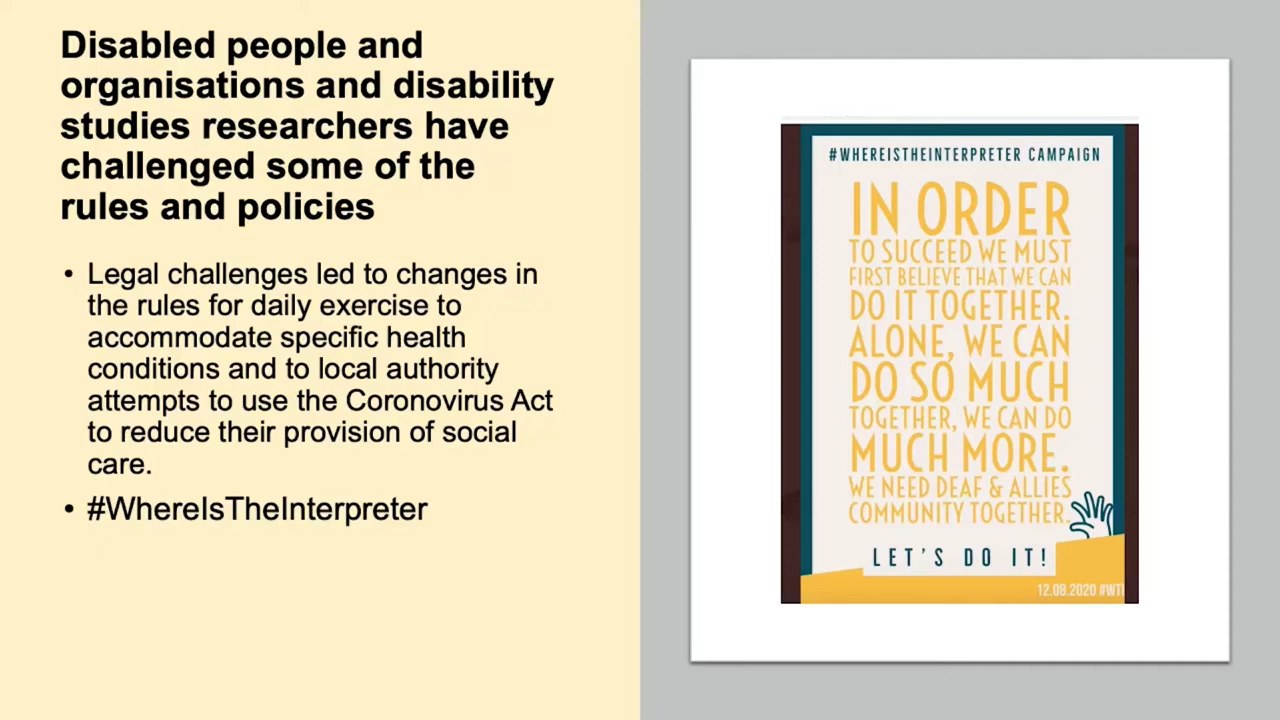 Disabled people and
organisations and disability
studies researchers have
challenged some of the
rules and policies
• Legal challenges led to changes in
the rules for daily exercise to
accommodate specific health
conditions and to local authority
attempts to use the Coronovirus Act
to reduce their provision of social
care.
• #WhereIsTheInterpreter
#WHEREISTHEINTERPRETER CAMPAIGN
IN ORDER
TO SUCCEED WE MUST
FIRST BELIEVE THAT WE CAN
DO IT TOGETHER.
ALONE, WE CAN
DO SO MUCH
TOGETHER, WE CAN DO
MUCH MORE.
WE NEED DEAF & ALLIES
COMMUNITY TOGETHER.
LET'S DO IT!
12.08.2020 #WTI